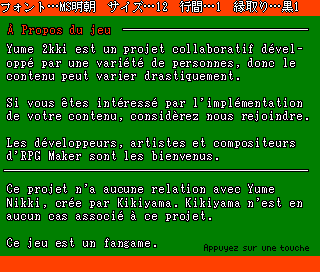 フォント…MS明朝 サイズ…12 行間…1 縁取り…黒1
À Propos du jeu
Yume 2kki est un projet collaboratif dével-
oppé par une variété de personnes, donc le
contenu peut varier drastiquement.
Si vous êtes intéressé par l'implémentation
de votre contenu, considèrez nous rejoindre.
Les développeurs, artistes et compositeurs
d'RPG Maker sont les bienvenus.
Ce projet n'a aucune relation avec Yume
Nikki, crée par Kikiyama. Kikiyama n'est en
aucun cas associé à ce projet.
Ce jeu est un fangame.
Appuyez sur une touche